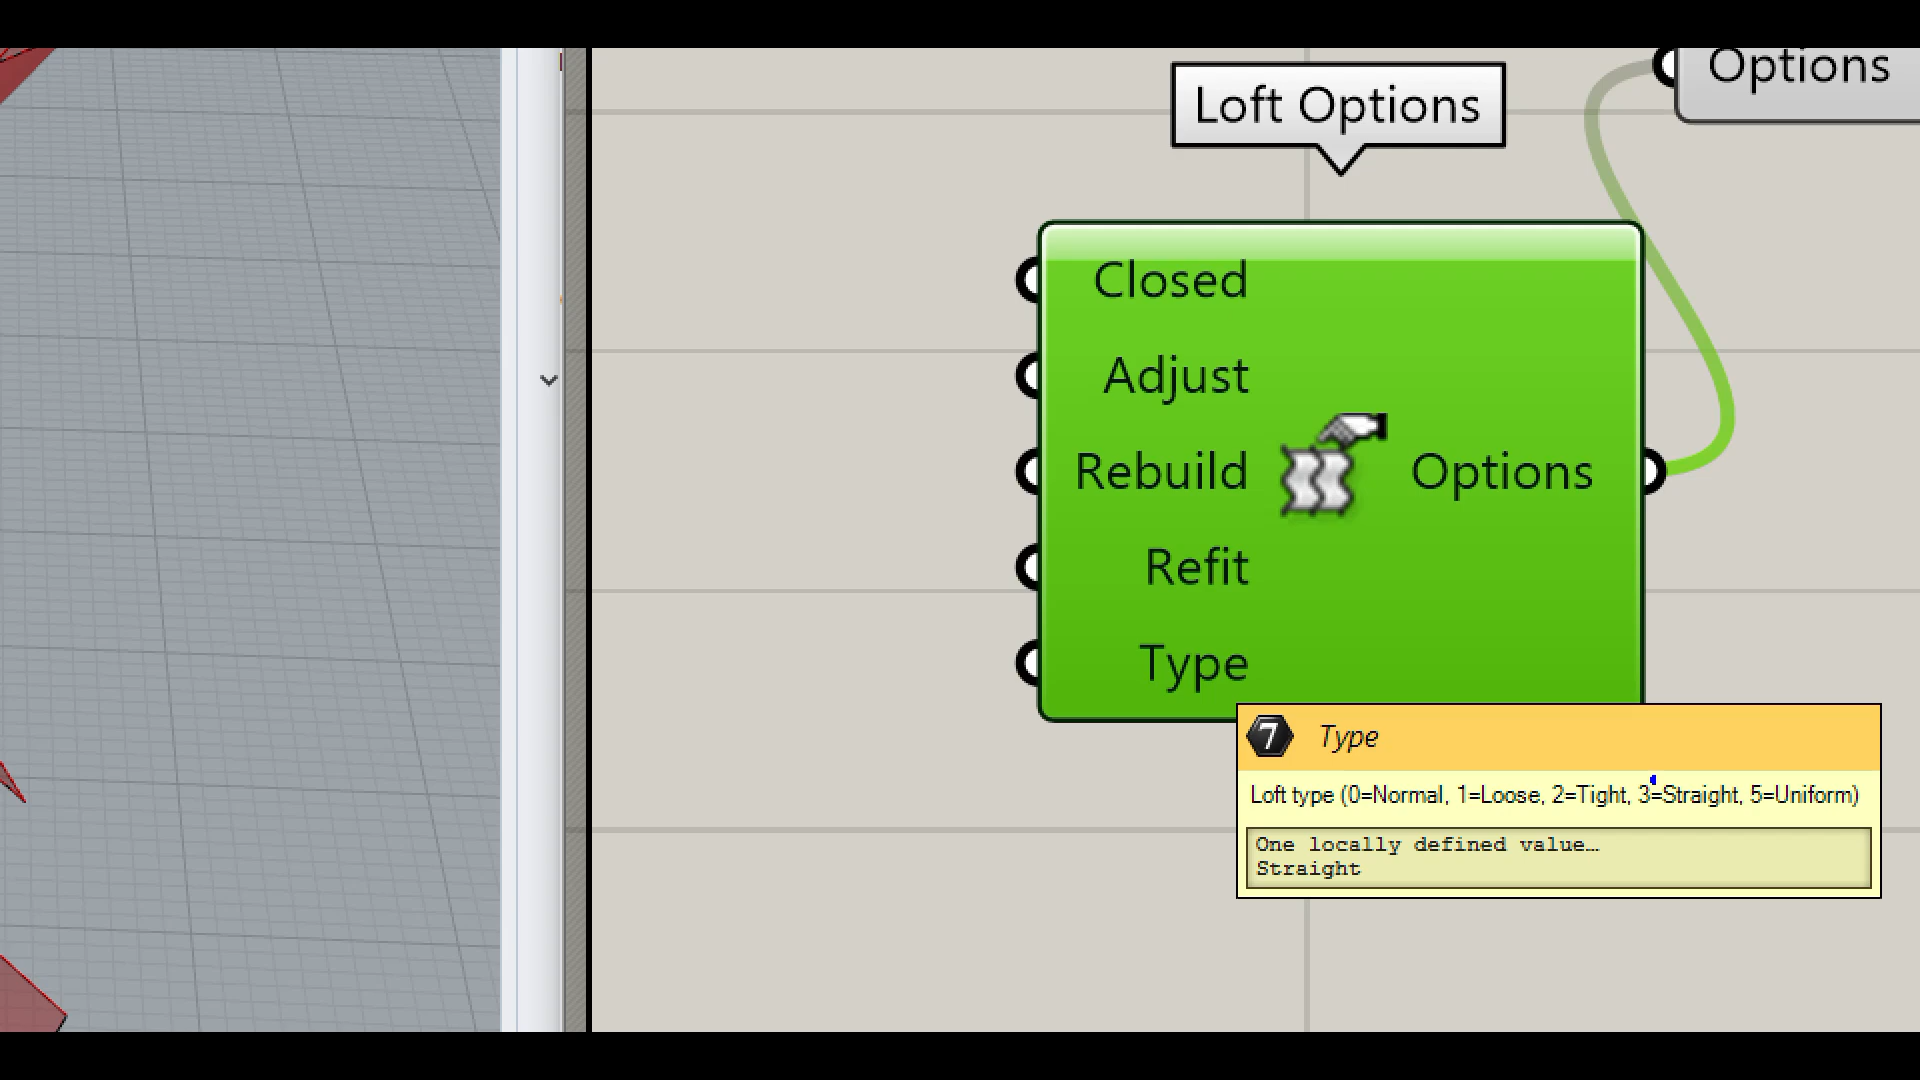 Options
Loft Options
Closed
Adjust
Rebuild
Options
Refit
Type
7 Type
Loft type (0=Normal, 1=Loose, 2=Tight, 3=Straight, 5=Uniform)
One locally defined value…
Straight